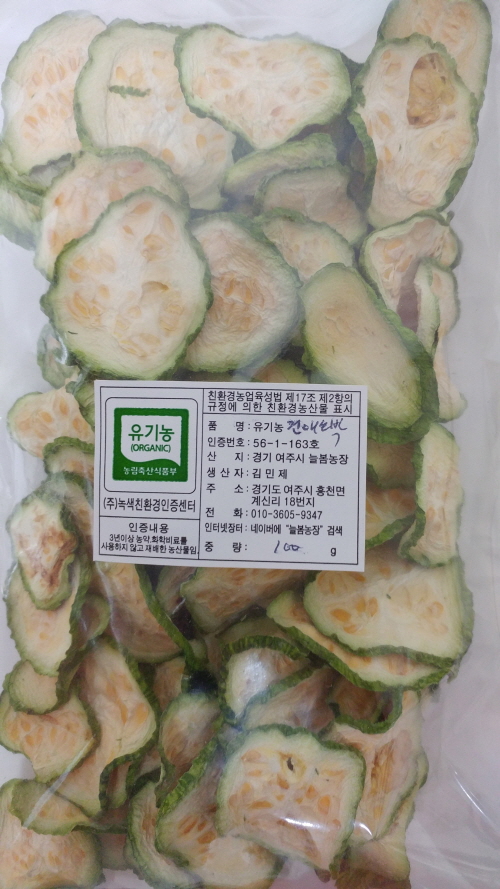 친환경농업육성법 제17조 제2항의
규정에 의한 친환경농산물 표시
유기농
(ORGANIC)
농림축산식품부
(주)녹색친환경인증센터
인증내용
3년이상 농약,화학비료를
사용하지 않고 재배한 농산물임.
품 명 : 유기농 건애호박
인증번호 : 56-1-163호
산 지 : 경기 여주시 늘봄농장
생 산 자 : 김 민 제
주 소 : 경기도 여주시 흥천면
계신리 18번지
전 화 : 010-3605-9347
인터넷장터 : 네이버에 "늘봄농장" 검색
중 량 : 100 g